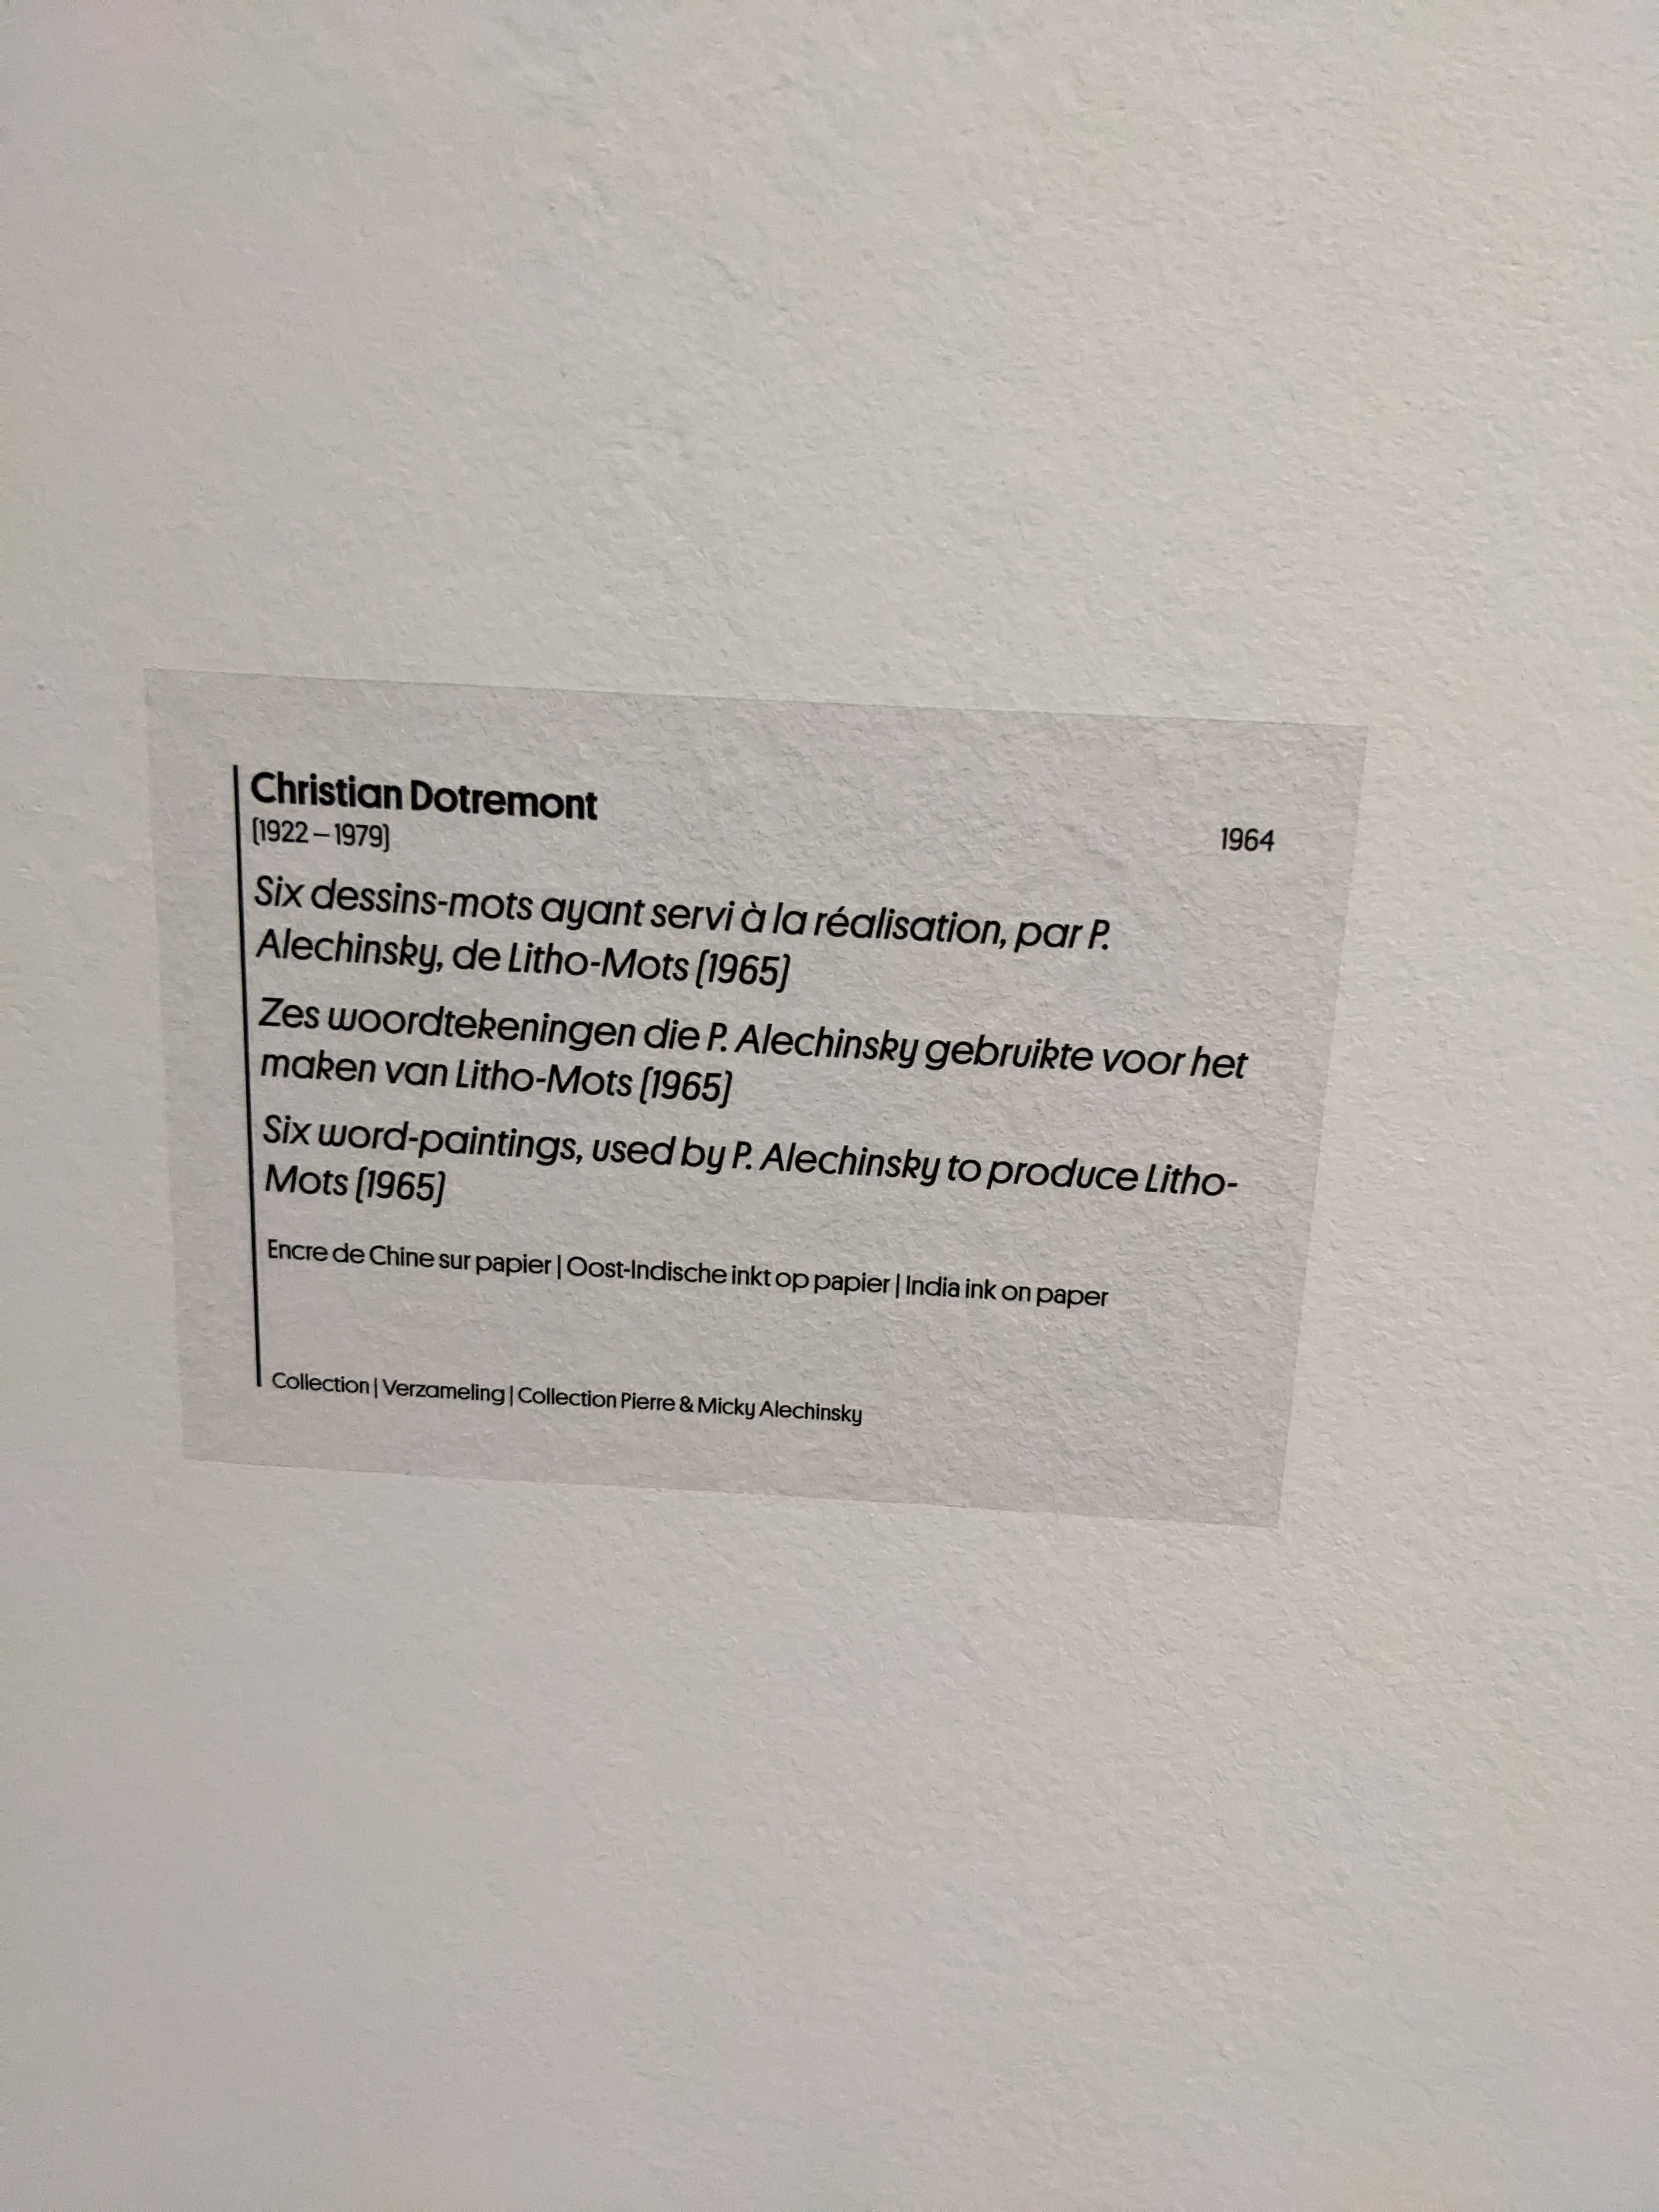 Christian Dotremont
(1922 – 1979) 1964
Six dessins-mots ayant servi à la réalisation, par P.
Alechinsky, de Litho-Mots (1965)
Zes woordtekeningen die P. Alechinsky gebruikte voor het
maken van Litho-Mots (1965)
Six word-paintings, used by P. Alechinsky to produce Litho-
Mots (1965)
Encre de Chine sur papier | Oost-Indische inkt op papier | India ink on paper
Collection | Verzameling | Collection Pierre & Micky Alechinsky